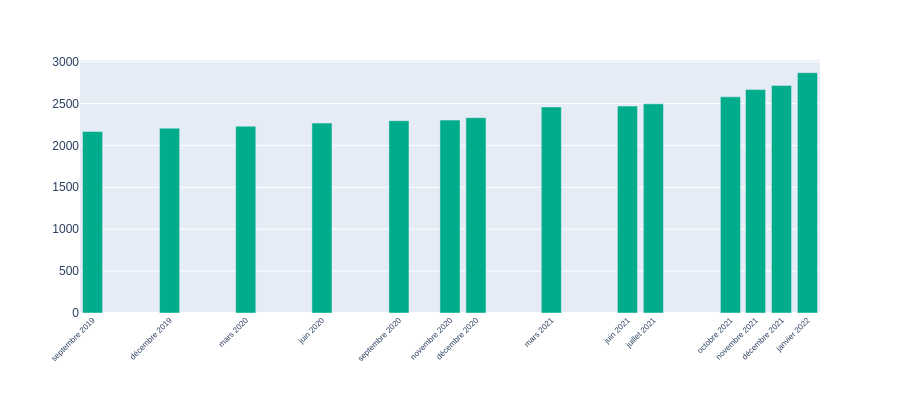 3000
2500
2000
1500
1000
500
0
septembre 2019
décembre 2019
mars 2020
juin 2020
septembre 2020
novembre 2020
décembre 2020
mars 2021
juin 2021
juillet 2021
octobre 2021
novembre 2021
décembre 2021
janvier 2022